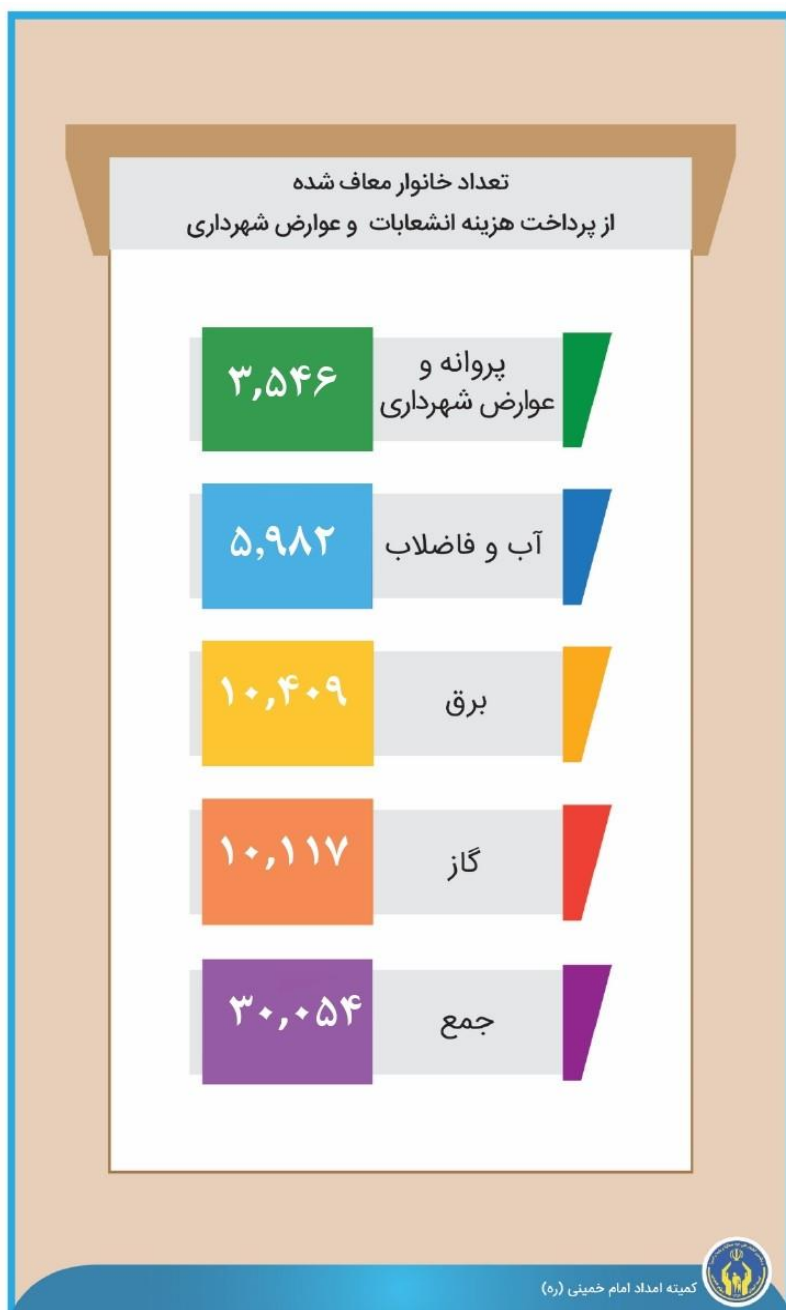 تعداد خانوار معاف شده
از پرداخت هزینه انشعابات و عوارض شهرداری
پروانه و
عوارض شهرداری
۳,۵۴۶
آب و فاضلاب
۵,۹۸۲
برق
۱۰,۴۰۹
گاز
۱۰,۱۱۷
جمع
۳۰,۰۵۴
کمیته امداد امام خمینی (ره)